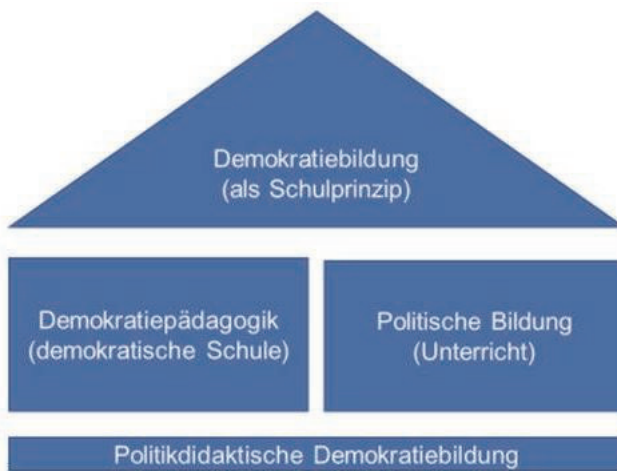 Demokratiebildung
(als Schulprinzip)
Demokratiepädagogik
(demokratische Schule)
Politische Bildung
(Unterricht)
Politikdidaktische Demokratiebildung